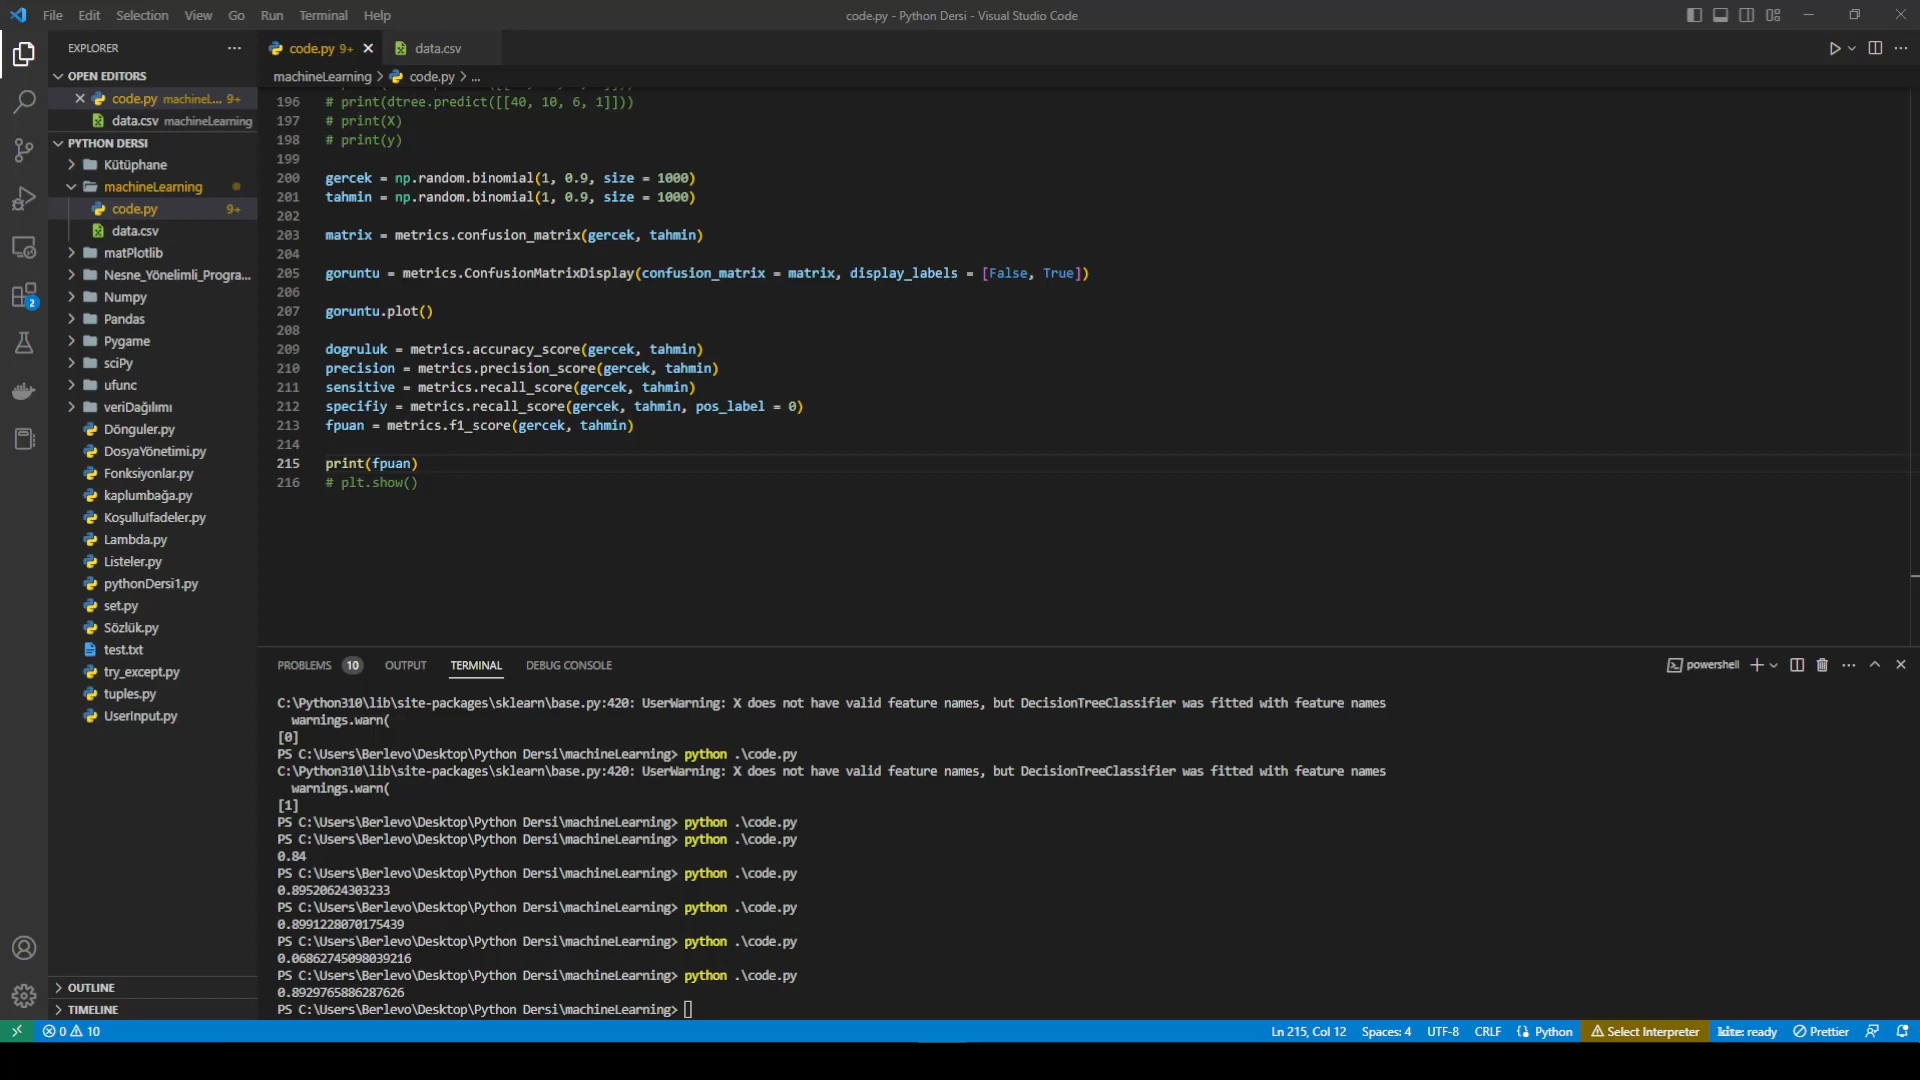 File Edit Selection View Go Run Terminal Help
code.py - Python Dersi - Visual Studio Code
EXPLORER
OPEN EDITORS
code.py machineL... 9+
data.csv machineLearning
PYTHON DERSI
Kütüphane
machineLearning
code.py 9+
data.csv
matPlotlib
Nesne_Yönelimli_Progra...
Numpy
Pandas
Pygame
sciPy
ufunc
veriDağılımı
Dönguler.py
DosyaYönetimi.py
Fonksiyonlar.py
kaplumbağa.py
KoşulluIfadeler.py
Lambda.py
Listeler.py
pythonDersi1.py
set.py
Sözlük.py
test.txt
try_except.py
tuples.py
UserInput.py
OUTLINE
TIMELINE
2
code.py 9+
data.csv
machineLearning > code.py > ...
196 # print(dtree.predict([[40, 10, 6, 1]]))
197 # print(X)
198 # print(y)
199
200 gercek = np.random.binomial(1, 0.9, size = 1000)
201 tahmin = np.random.binomial(1, 0.9, size = 1000)
202
203 matrix = metrics.confusion_matrix(gercek, tahmin)
204
205 goruntu = metrics.ConfusionMatrixDisplay(confusion_matrix = matrix, display_labels = [False, True])
206
207 goruntu.plot()
208
209 dogruluk = metrics.accuracy_score(gercek, tahmin)
210 precision = metrics.precision_score(gercek, tahmin)
211 sensitive = metrics.recall_score(gercek, tahmin)
212 specifiy = metrics.recall_score(gercek, tahmin, pos_label = 0)
213 fpuan = metrics.f1_score(gercek, tahmin)
214
215 print(fpuan)
216 # plt.show()
PROBLEMS 10 OUTPUT TERMINAL DEBUG CONSOLE
powershell
C:\Python310\lib\site-packages\sklearn\base.py:420: UserWarning: X does not have valid feature names, but DecisionTreeClassifier was fitted with feature names
warnings.warn(
[0]
PS C:\Users\Berlevo\Desktop\Python Dersi\machineLearning> python .\code.py
C:\Python310\lib\site-packages\sklearn\base.py:420: UserWarning: X does not have valid feature names, but DecisionTreeClassifier was fitted with feature names
warnings.warn(
[1]
PS C:\Users\Berlevo\Desktop\Python Dersi\machineLearning> python .\code.py
PS C:\Users\Berlevo\Desktop\Python Dersi\machineLearning> python .\code.py
0.84
PS C:\Users\Berlevo\Desktop\Python Dersi\machineLearning> python .\code.py
0.89520624303233
PS C:\Users\Berlevo\Desktop\Python Dersi\machineLearning> python .\code.py
0.8991228070175439
PS C:\Users\Berlevo\Desktop\Python Dersi\machineLearning> python .\code.py
0.06862745098039216
PS C:\Users\Berlevo\Desktop\Python Dersi\machineLearning> python .\code.py
0.8929765886287626
PS C:\Users\Berlevo\Desktop\Python Dersi\machineLearning>
0 10
Ln 215, Col 12 Spaces: 4 UTF-8 CRLF Python Select Interpreter kite: ready Prettier